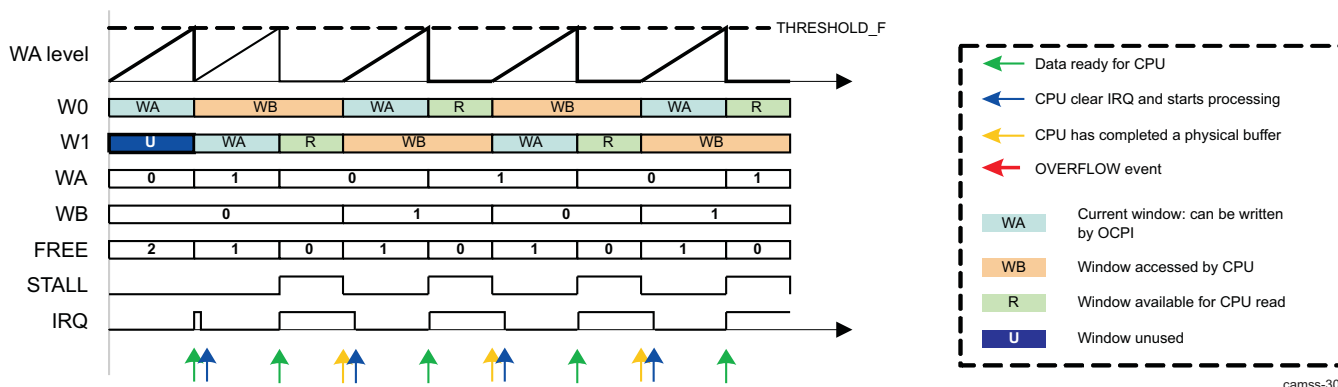 THRESHOLD_F
WA level
W0 WA WB WA R WB WA R
W1 U WA R WB WA R WB
WA 0 1 0 1 0 1
WB 0 1 0 1
FREE 2 1 0 1 0 1 0 1 0
STALL
IRQ
Data ready for CPU
CPU clear IRQ and starts processing
CPU has completed a physical buffer
OVERFLOW event
WA Current window: can be written
by OCPI
WB Window accessed by CPU
R Window available for CPU read
U Window unused
camss-30